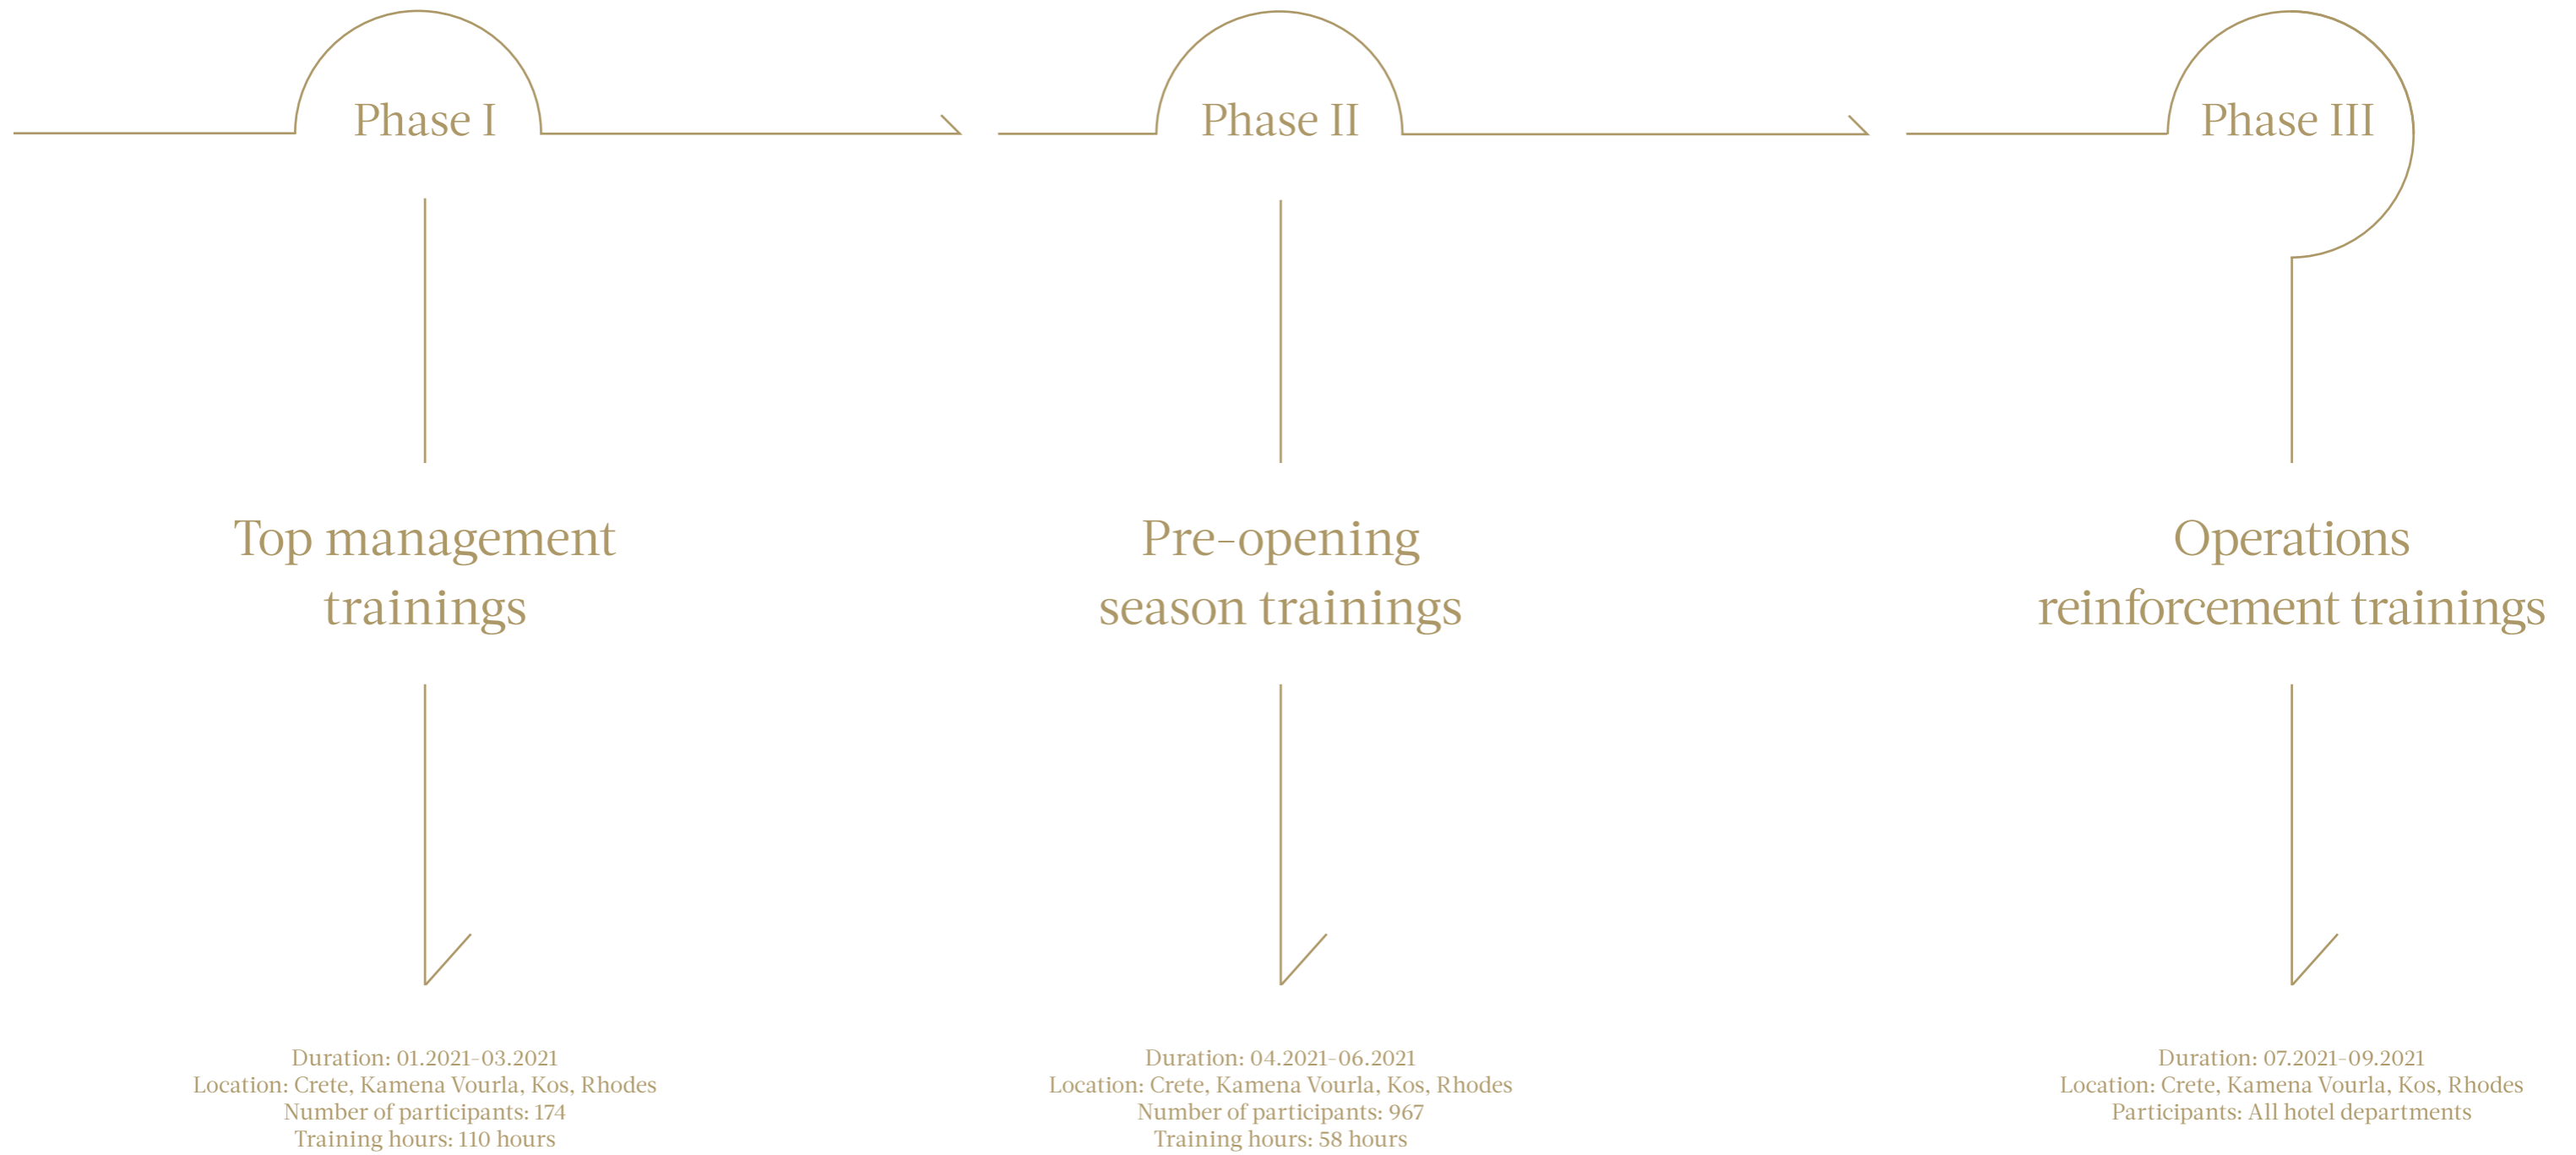 Phase I
Phase II
Phase III
Top management
trainings
Pre-opening
season trainings
Operations
reinforcement trainings
Duration: 01.2021-03.2021
Location: Crete, Kamena Vourla, Kos, Rhodes
Number of participants: 174
Training hours: 110 hours
Duration: 04.2021-06.2021
Location: Crete, Kamena Vourla, Kos, Rhodes
Number of participants: 967
Training hours: 58 hours
Duration: 07.2021-09.2021
Location: Crete, Kamena Vourla, Kos, Rhodes
Participants: All hotel departments